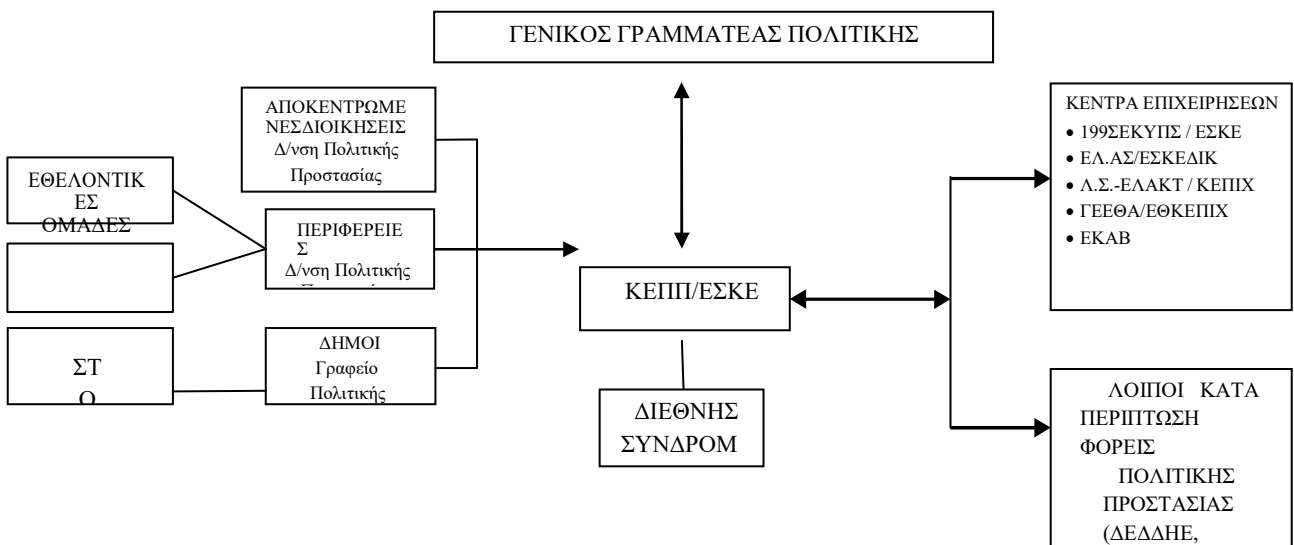 ΓΕΝΙΚΟΣ ΓΡΑΜΜΑΤΕΑΣ ΠΟΛΙΤΙΚΗΣ
ΑΠΟΚΕΝΤΡΩΜΕ
ΝΕΣΔΙΟΙΚΗΣΕΙΣ
Δ/νση Πολιτικής
Προστασίας
ΕΘΕΛΟΝΤΙΚ
ΕΣ
ΟΜΑΔΕΣ
ΠΕΡΙΦΕΡΕΙΕ
Σ
Δ/νση Πολιτικής
ΣΤ
Ο
ΔΗΜΟΙ
Γραφείο
Πολιτικής
ΚΕΠΠ/ΕΣΚΕ
ΔΙΕΘΝΗΣ
ΣΥΝΔΡΟΜ
ΚΕΝΤΡΑ ΕΠΙΧΕΙΡΗΣΕΩΝ
• 199ΣΕΚΥΠΣ / ΕΣΚΕ
• ΕΛ.ΑΣ/ΕΣΚΕΔΙΚ
• Λ.Σ.-ΕΛΑΚΤ / ΚΕΠΙΧ
• ΓΕΕΘΑ/ΕΘΚΕΠΙΧ
• ΕΚΑΒ
ΛΟΙΠΟΙ ΚΑΤΑ
ΠΕΡΙΠΤΩΣΗ
ΦΟΡΕΙΣ
ΠΟΛΙΤΙΚΗΣ
ΠΡΟΣΤΑΣΙΑΣ
(ΔΕΔΔΗΕ,